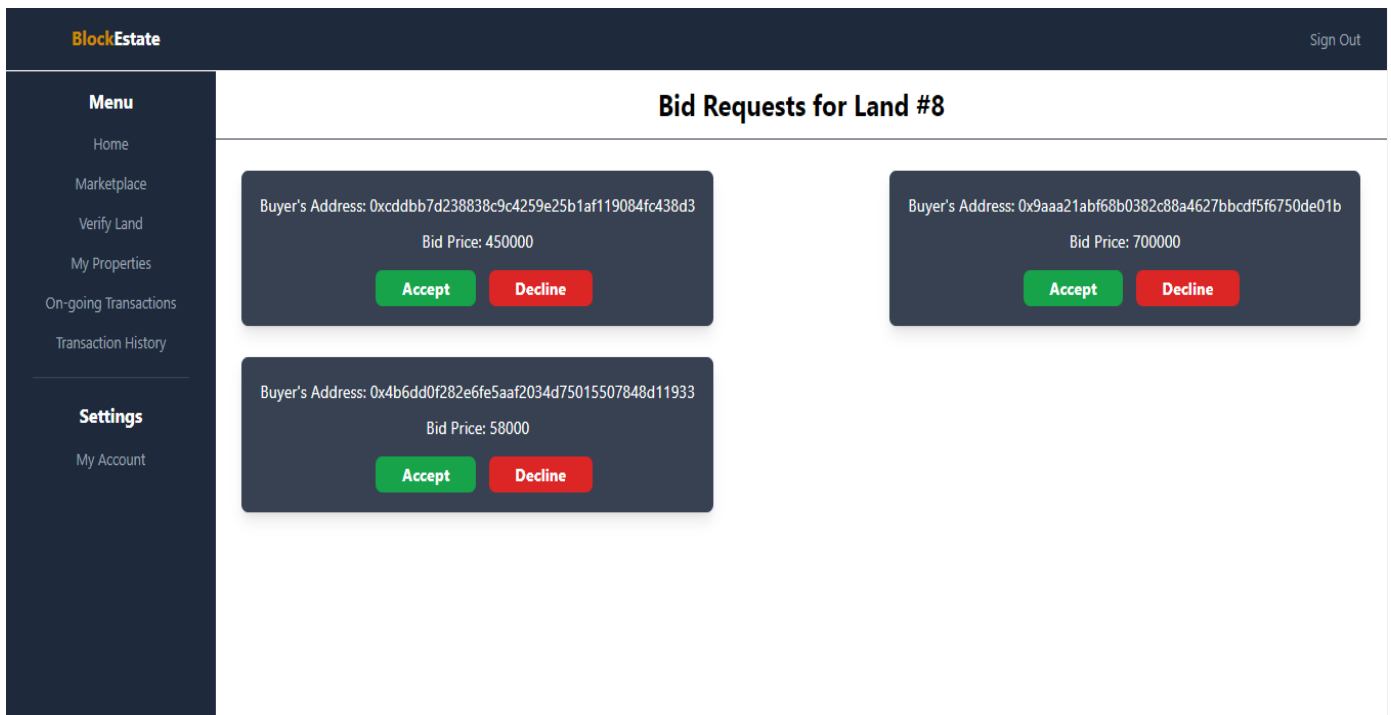 BlockEstate
Sign Out
Menu
Home
Marketplace
Verify Land
My Properties
On-going Transactions
Transaction History
Settings
My Account
Bid Requests for Land #8
Buyer's Address: 0xcddbb7d238838c9c4259e25b1af119084fc438d3
Bid Price: 450000
Accept Decline
Buyer's Address: 0x9aaa21abf68b0382c88a4627bbcdf5f6750de01b
Bid Price: 700000
Accept Decline
Buyer's Address: 0x4b6dd0f282e6fe5aaf2034d75015507848d11933
Bid Price: 58000
Accept Decline